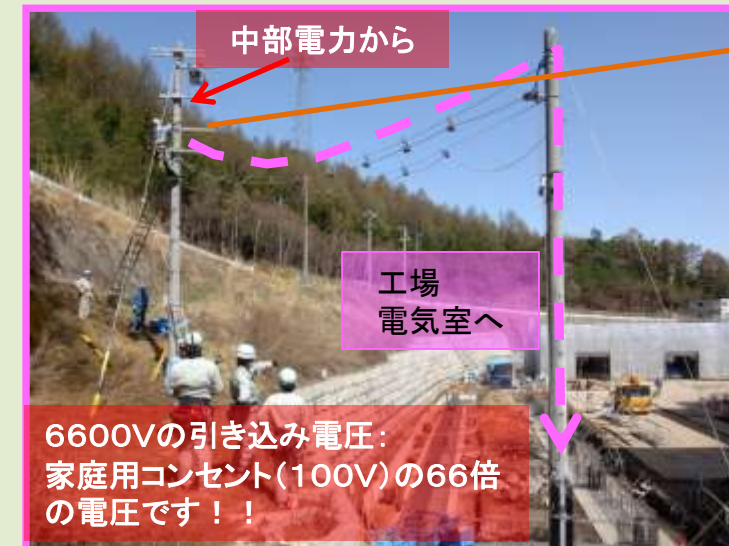 中部電力から
工場
電気室へ
6600Vの引き込み電圧：
家庭用コンセント（100V）の66倍
の電圧です！！